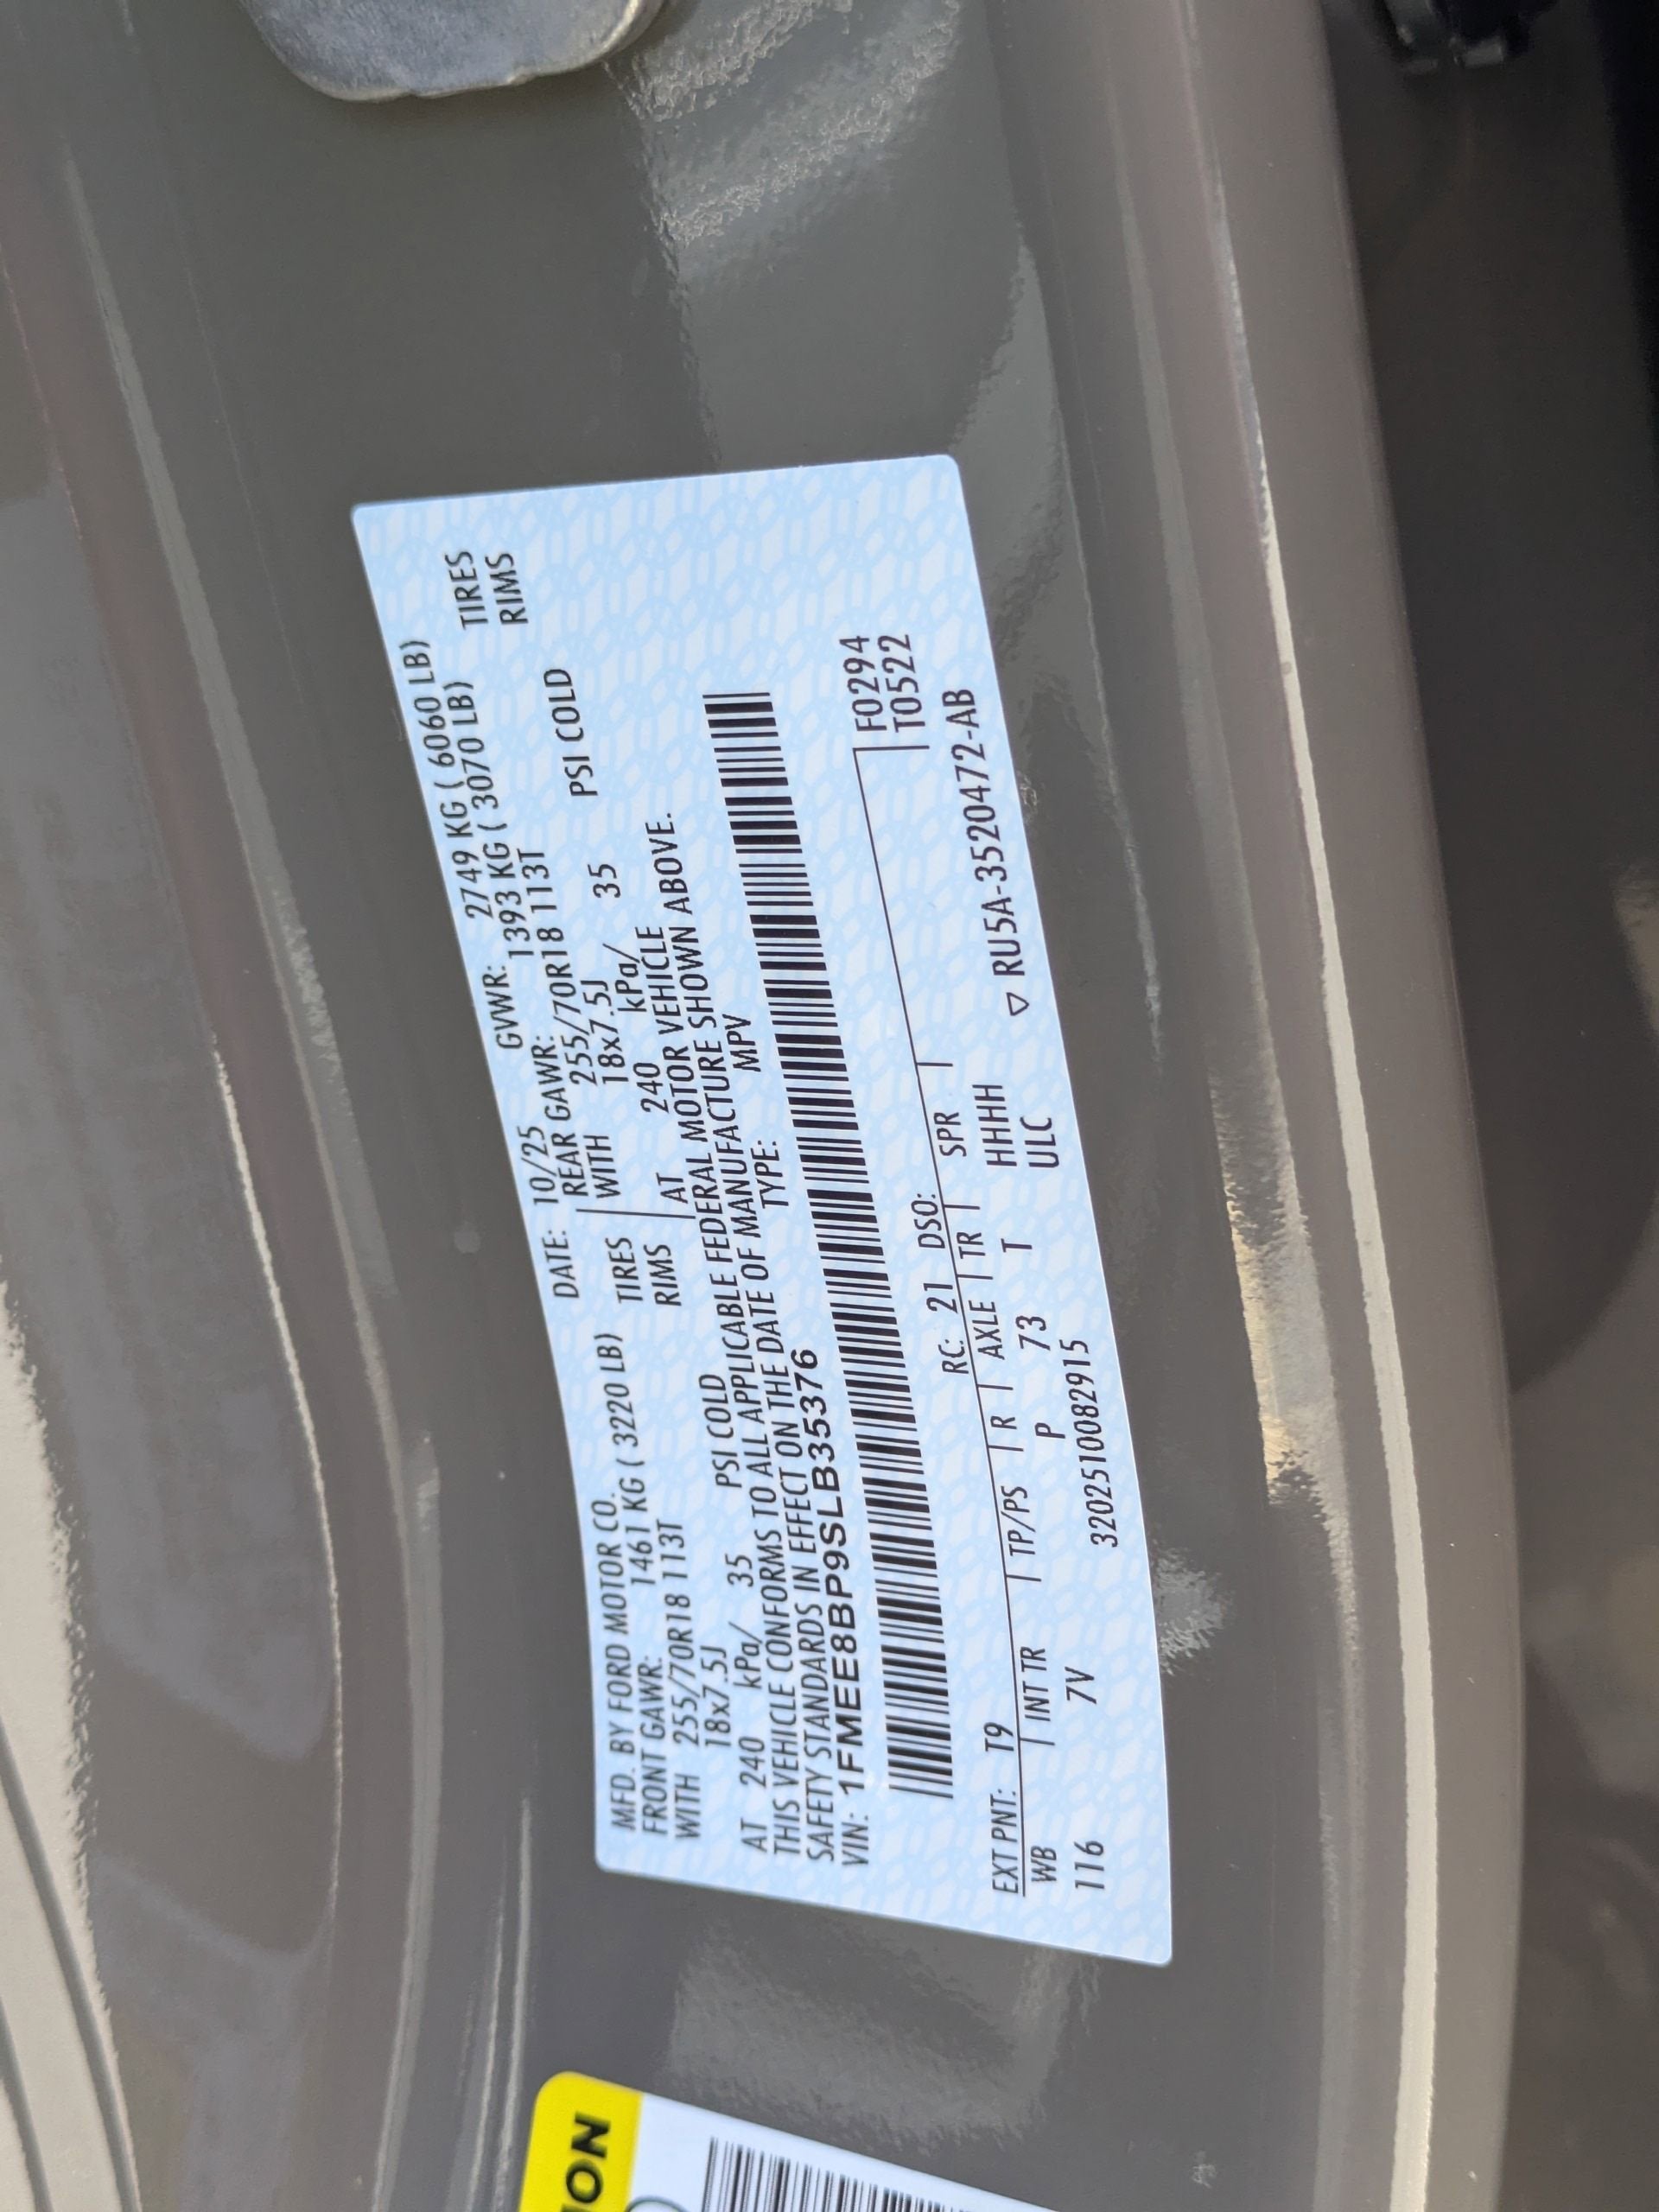 MFD. BY FORD MOTOR CO. DATE: 10/25 GVWR: 2749 KG ( 6060 LB)
FRONT GAWR: 1461 KG ( 3220 LB) REAR GAWR: 1393 KG ( 3070 LB)
WITH 255/70R18 113T TIRES WITH 255/70R18 113T TIRES
18x7.5J RIMS 18x7.5J RIMS
AT 240 kPa/ 35 PSI COLD AT 240 kPa/ 35 PSI COLD
THIS VEHICLE CONFORMS TO ALL APPLICABLE FEDERAL MOTOR VEHICLE
SAFETY STANDARDS IN EFFECT ON THE DATE OF MANUFACTURE SHOWN ABOVE.
VIN: 1FMEE8BP9SLB35376 TYPE: MPV
F0294
T0522
EXT PNT: T9 RC: 21 DSO:
WB INT TR TP/PS R AXLE TR SPR
116 7V P 73 T HHHH
ULC
3202510082915 ▽ RU5A-3520472-AB
ION